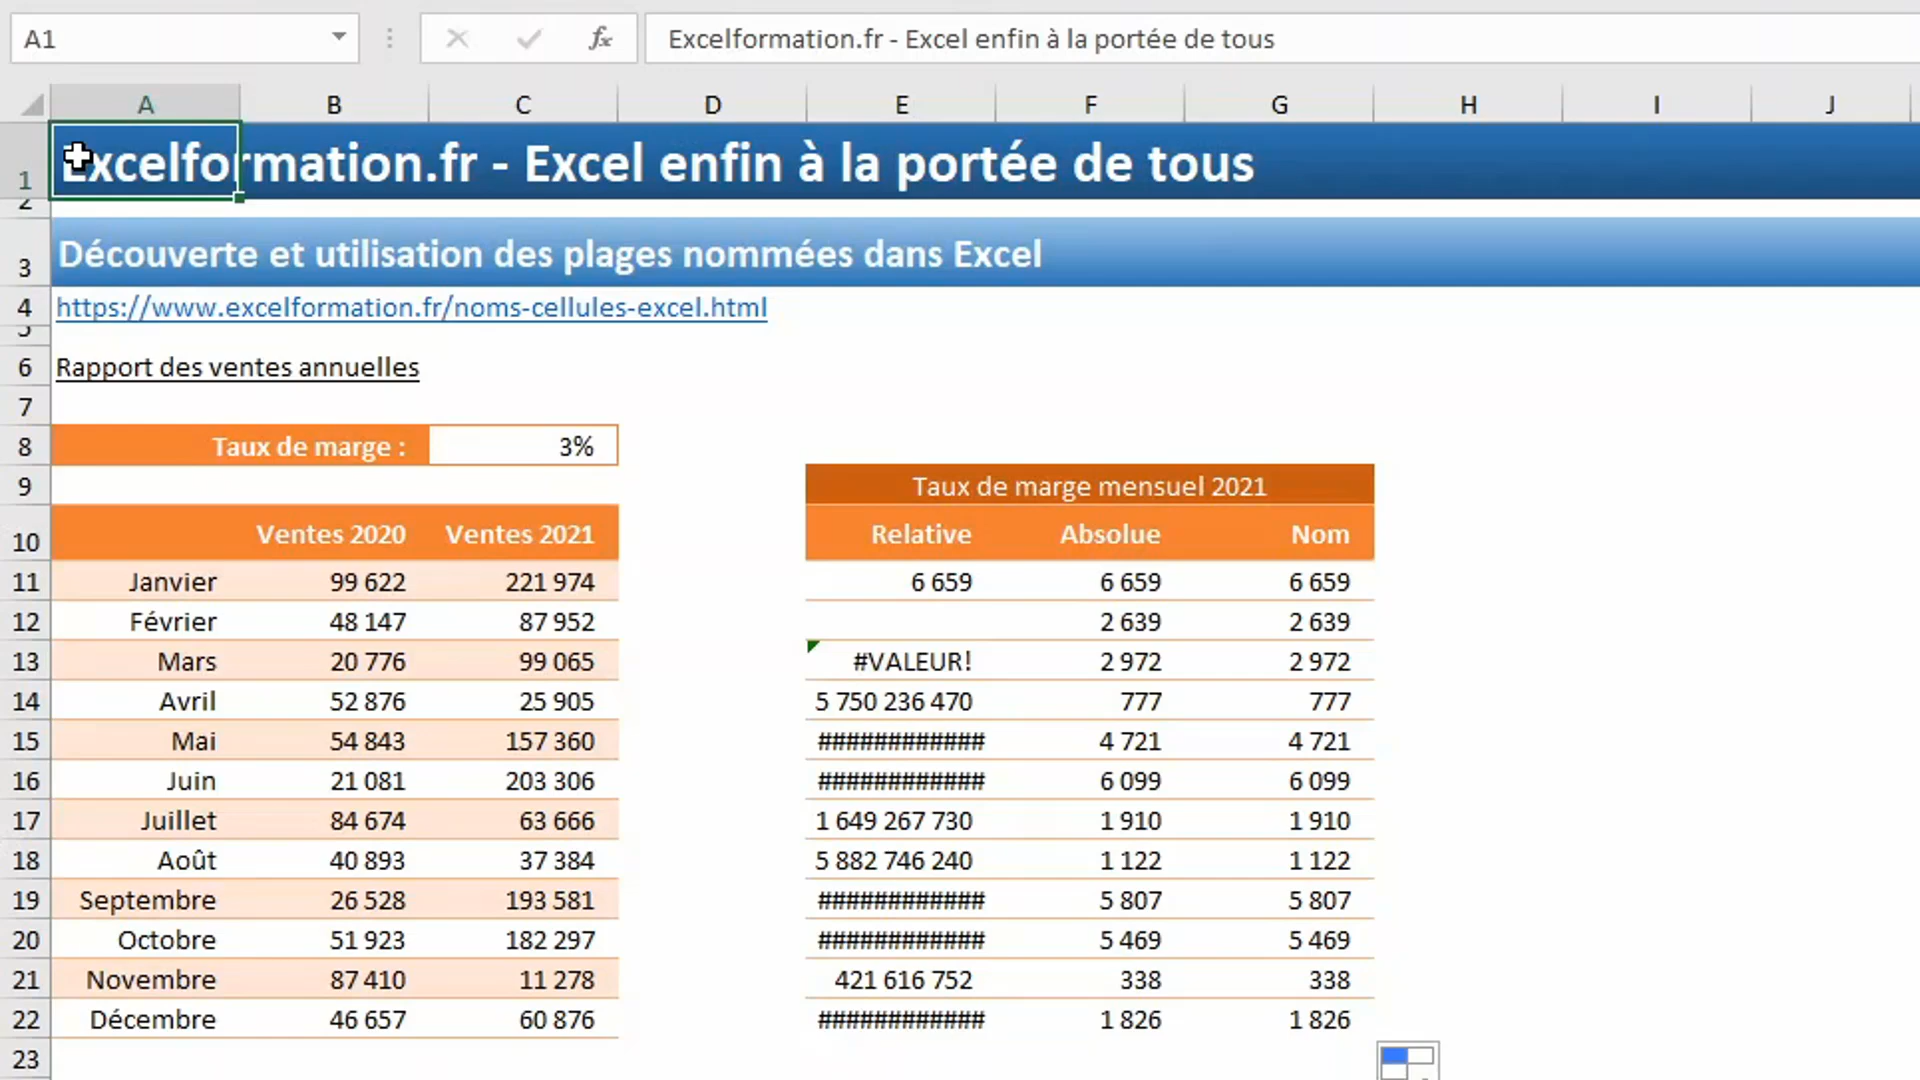 A1 fx Excelformation.fr - Excel enfin à la portée de tous
A B C D E F G H I J
1 Excelformation.fr - Excel enfin à la portée de tous
2
3 Découverte et utilisation des plages nommées dans Excel
4 https://www.excelformation.fr/noms-cellules-excel.html
5
6 Rapport des ventes annuelles
7
8 Taux de marge : 3%
9 Taux de marge mensuel 2021
10 Ventes 2020 Ventes 2021 Relative Absolue Nom
11 Janvier 99 622 221 974 6 659 6 659 6 659
12 Février 48 147 87 952 2 639 2 639
13 Mars 20 776 99 065 #VALEUR! 2 972 2 972
14 Avril 52 876 25 905 5 750 236 470 777 777
15 Mai 54 843 157 360 ############ 4 721 4 721
16 Juin 21 081 203 306 ############ 6 099 6 099
17 Juillet 84 674 63 666 1 649 267 730 1 910 1 910
18 Août 40 893 37 384 5 882 746 240 1 122 1 122
19 Septembre 26 528 193 581 ############ 5 807 5 807
20 Octobre 51 923 182 297 ############ 5 469 5 469
21 Novembre 87 410 11 278 421 616 752 338 338
22 Décembre 46 657 60 876 ############ 1 826 1 826
23